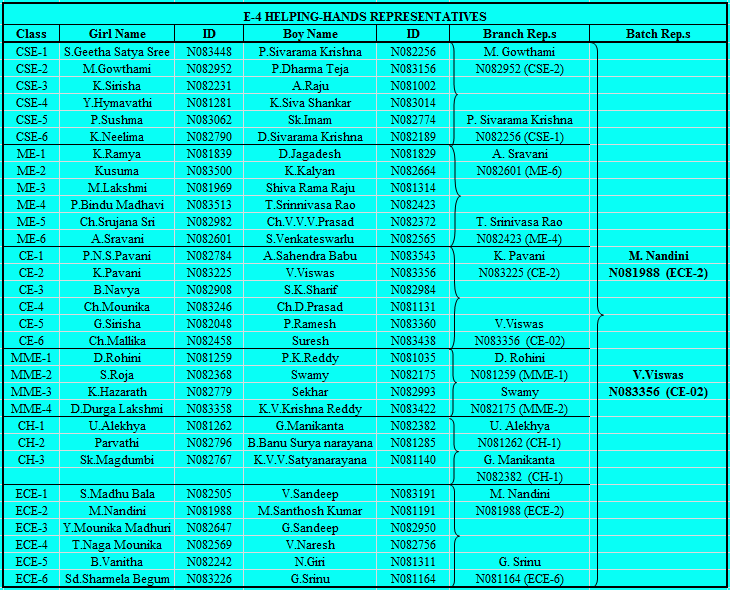 E-4 HELPING-HANDS REPRESENTATIVES
Class Girl Name ID Boy Name ID Branch Rep.s Batch Rep.s
CSE-1 S.Geetha Satya Sree N083448 P.Sivarama Krishna N082256 M. Gowthami
CSE-2 M.Gowthami N082952 P.Dharma Teja N083156 N082952 (CSE-2)
CSE-3 K.Sirisha N082231 A.Raju N081002
CSE-4 Y.Hymavathi N081281 K.Siva Shankar N083014
CSE-5 P.Sushma N083062 Sk.Imam N082774 P. Sivarama Krishna
CSE-6 K.Neelima N082790 D.Sivarama Krishna N082189 N082256 (CSE-1)
ME-1 K.Ramya N081839 D.Jagadesh N081829 A. Sravani
ME-2 Kusuma N083500 K.Kalyan N082664 N082601 (ME-6)
ME-3 M.Lakshmi N081969 Shiva Rama Raju N081314
ME-4 P.Bindu Madhavi N083513 T.Srinnivasa Rao N082423
ME-5 Ch.Srujana Sri N082982 Ch.V.V.V.Prasad N082372 T. Srinivasa Rao
ME-6 A.Sravani N082601 S.Venkateswarlu N082565 N082423 (ME-4)
CE-1 P.N.S.Pavani N082784 A.Sahendra Babu N083543 K. Pavani M. Nandini
CE-2 K.Pavani N083225 V.Viswas N083356 N083225 (CE-2) N081988 (ECE-2)
CE-3 B.Navya N082908 S.K.Sharif N082984
CE-4 Ch.Mounika N083246 Ch.D.Prasad N081131
CE-5 G.Sirisha N082048 P.Ramesh N083360 V.Viswas
CE-6 Ch.Mallika N082458 Suresh N083438 N083356 (CE-02)
MME-1 D.Rohini N081259 P.K.Reddy N081035 D. Rohini
MME-2 S.Roja N082368 Swamy N082175 N081259 (MME-1) V.Viswas
MME-3 K.Hazarath N082779 Sekhar N082993 Swamy N083356 (CE-02)
MME-4 D.Durga Lakshmi N083358 K.V.Krishna Reddy N083422 N082175 (MME-2)
CH-1 U.Alekhya N081262 G.Manikanta N082382 U. Alekhya
CH-2 Parvathi N082796 B.Banu Surya narayana N081285 N081262 (CH-1)
CH-3 Sk.Magdumbi N082767 K.V.V.Satyanarayana N081140 G. Manikanta
N082382 (CH-1)
ECE-1 S.Madhu Bala N082505 V.Sandeep N083191 M. Nandini
ECE-2 M.Nandini N081988 M.Santhosh Kumar N081191 N081988 (ECE-2)
ECE-3 Y.Mounika Madhuri N082647 G.Sandeep N082950
ECE-4 T.Naga Mounika N082569 V.Naresh N082756
ECE-5 B.Vanitha N082242 N.Giri N081311 G. Srinu
ECE-6 Sd.Sharmela Begum N083226 G.Srinu N081164 N081164 (ECE-6)